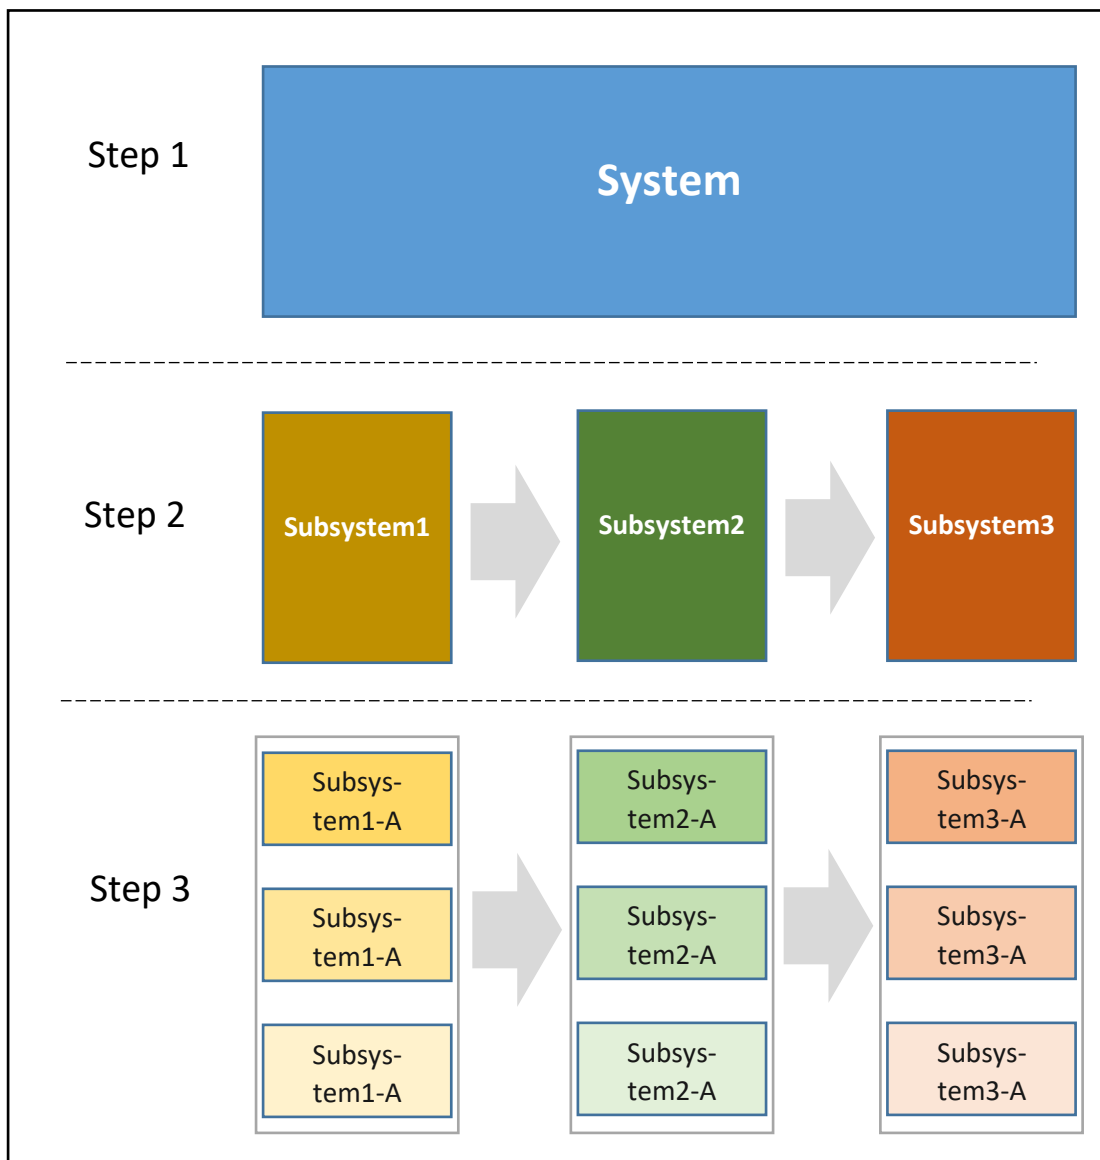 Step 1
System
Step 2
Subsystem1
Subsystem2
Subsystem3
Step 3
Subsys-
tem1-A
Subsys-
tem2-A
Subsys-
tem3-A
Subsys-
tem1-A
Subsys-
tem2-A
Subsys-
tem3-A
Subsys-
tem1-A
Subsys-
tem2-A
Subsys-
tem3-A